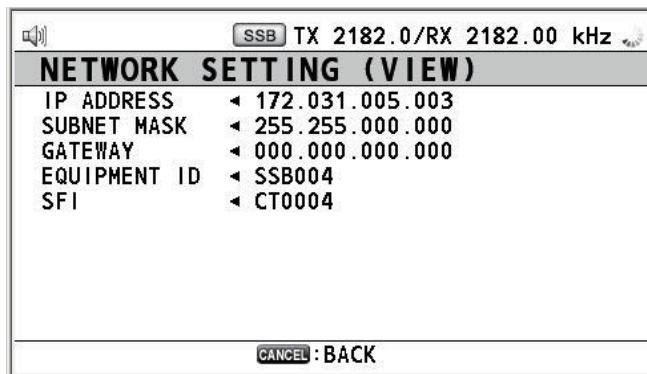 SSB TX 2182.0/RX 2182.00 kHz
NETWORK SETTING (VIEW)
IP ADDRESS ◄ 172.031.005.003
SUBNET MASK ◄ 255.255.000.000
GATEWAY ◄ 000.000.000.000
EQUIPMENT ID ◄ SSB004
SFI ◄ CT0004
CANCEL : BACK